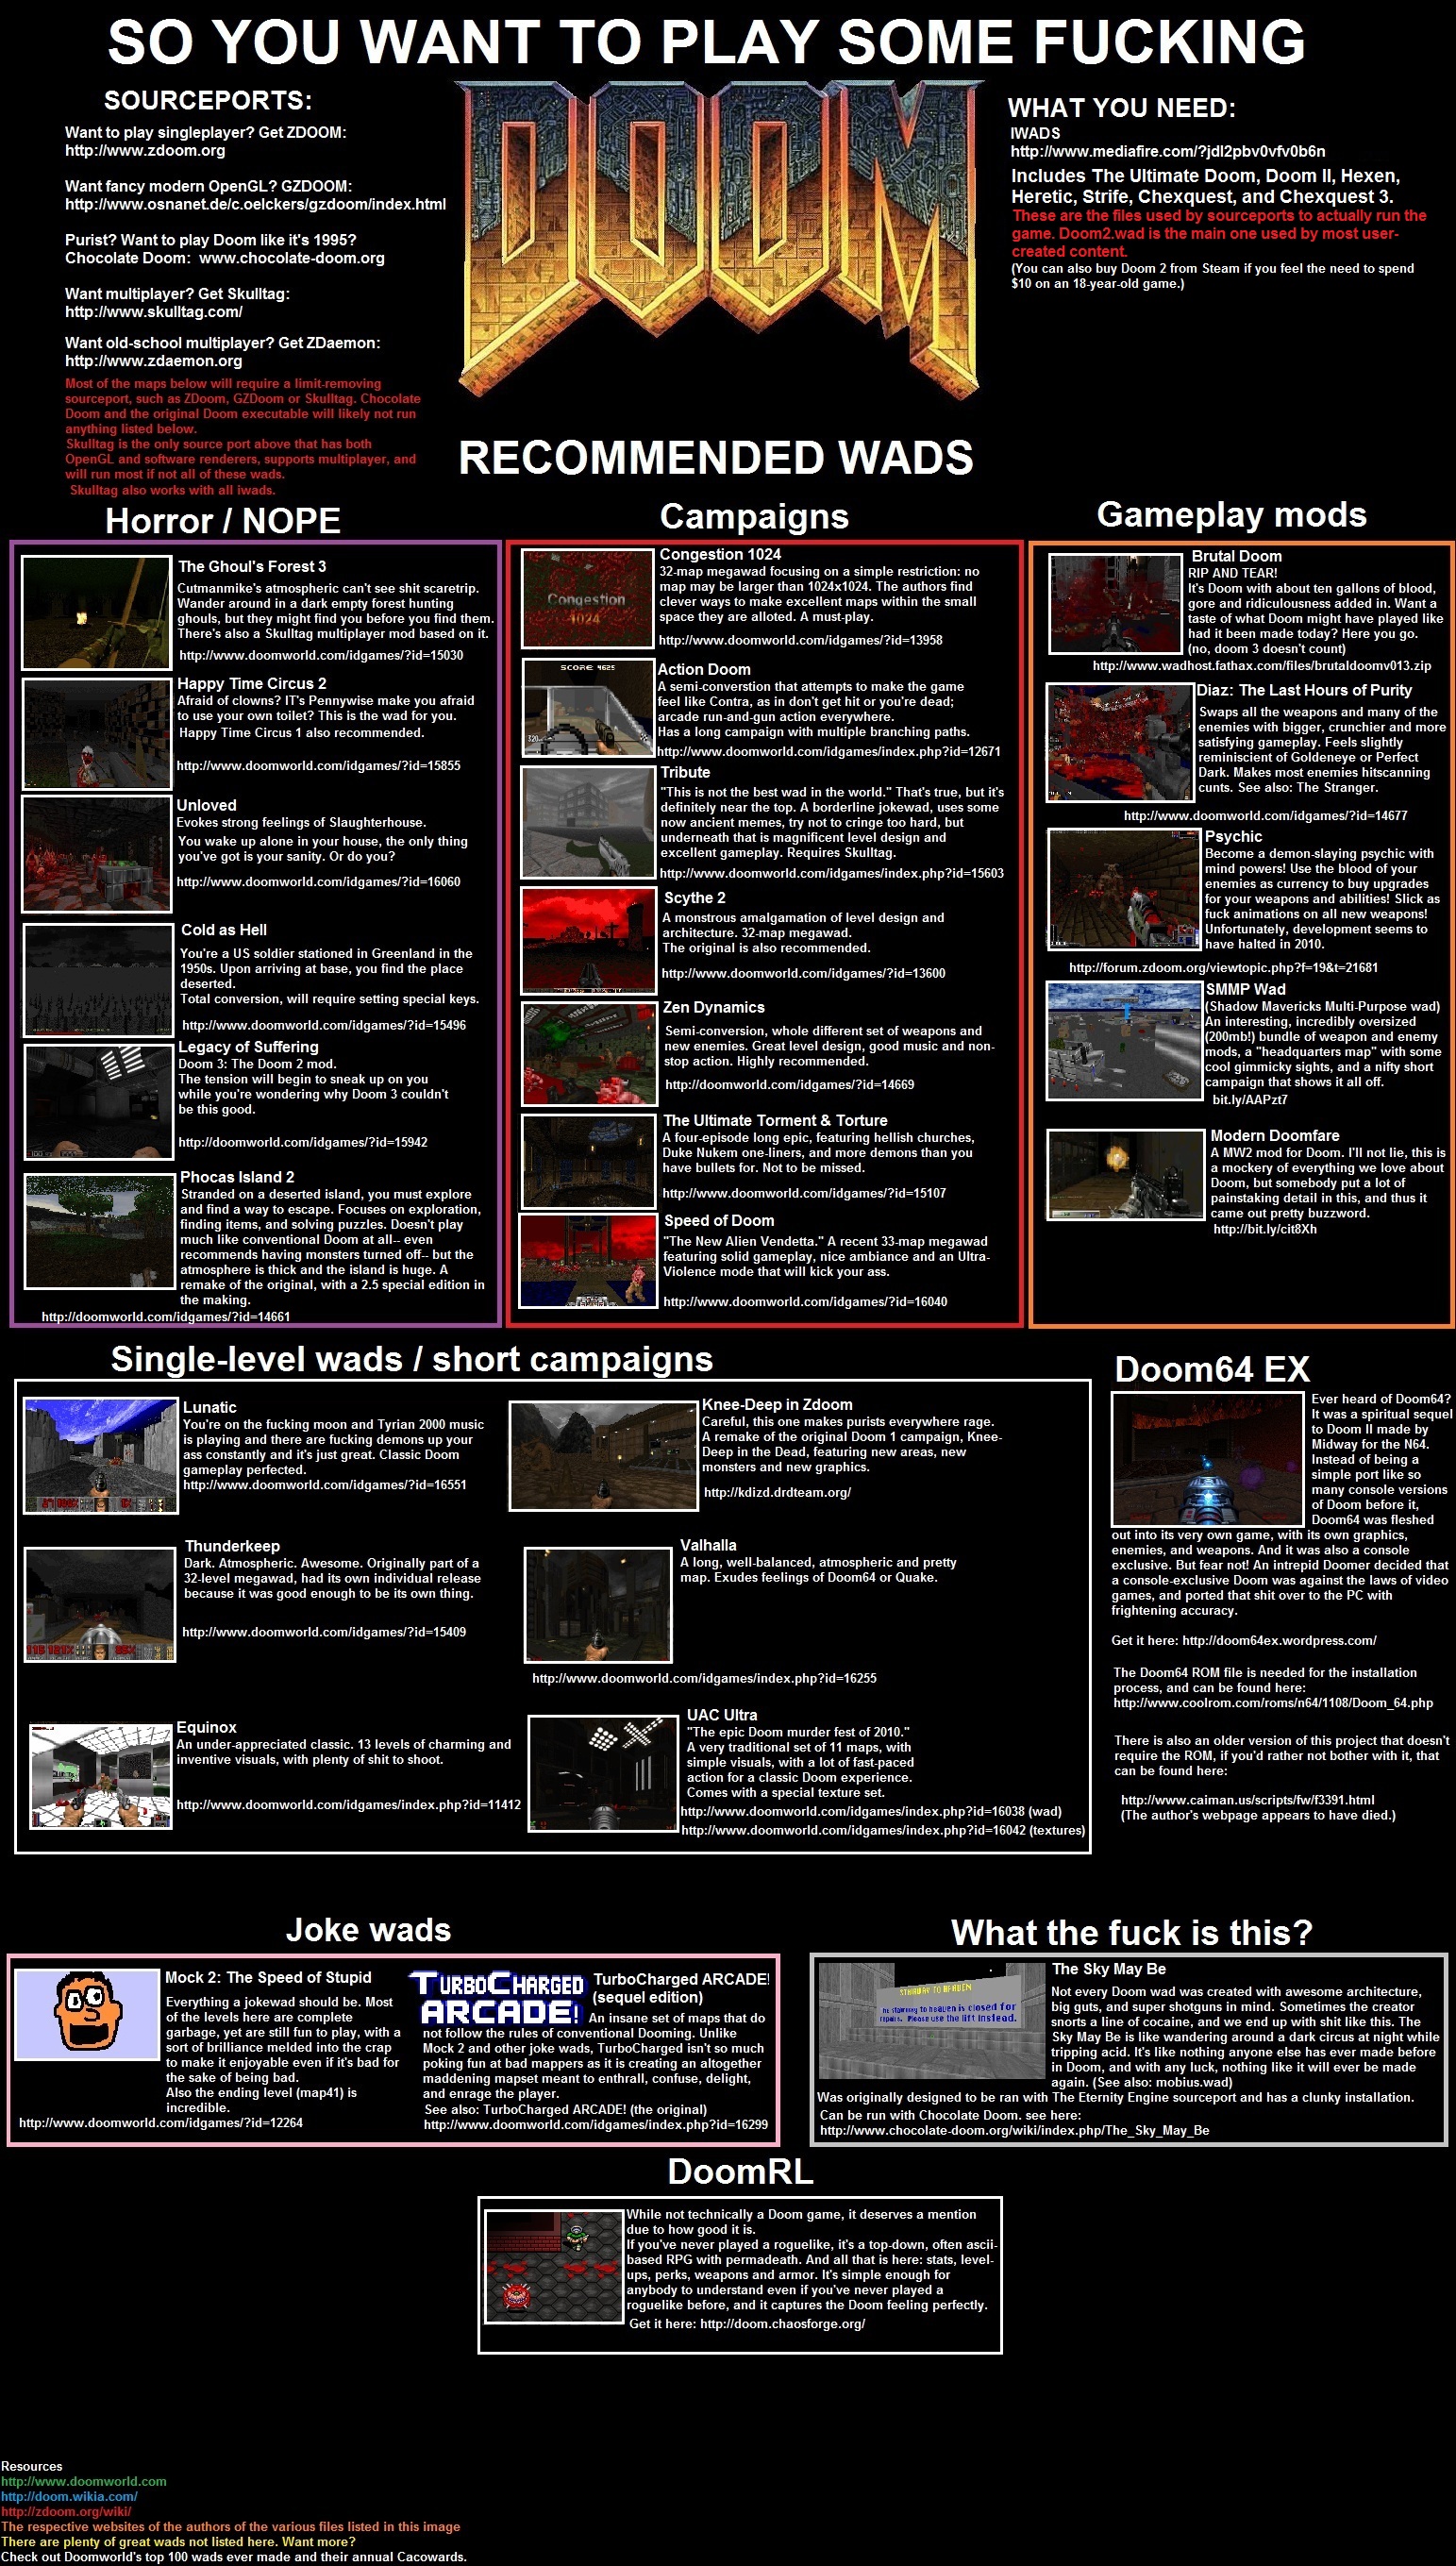 SO YOU WANT TO PLAY SOME FUCKING
DOOM
SOURCEPORTS:
Want to play singleplayer? Get ZDOOM:
http://www.zdoom.org
Want fancy modern OpenGL? GZDOOM:
http://www.osnanet.de/c.oelckers/gzdoom/index.html
Purist? Want to play Doom like it's 1995?
Chocolate Doom:  www.chocolate-doom.org
Want multiplayer? Get Skulltag:
http://www.skulltag.com/
Want old-school multiplayer? Get ZDaemon:
http://www.zdaemon.org
Most of the maps below will require a limit-removing
sourceport, such as ZDoom, GZDoom or Skulltag. Chocolate
Doom and the original Doom executable will likely not run
anything listed below.
Skulltag is the only source port above that has both
OpenGL and software renderers, supports multiplayer, and
will run most if not all of these wads.
Skulltag also works with all iwads.
WHAT YOU NEED:
IWADS
http://www.mediafire.com/?jdl2pbv0vfv0b6n
Includes The Ultimate Doom, Doom II, Hexen,
Heretic, Strife, Chexquest, and Chexquest 3.
These are the files used by sourceports to actually run the
game. Doom2.wad is the main one used by most user-
created content.
(You can also buy Doom 2 from Steam if you feel the need to spend
$10 on an 18-year-old game.)
RECOMMENDED WADS
Horror / NOPE
The Ghoul's Forest 3
Cutmanmike's atmospheric can't see shit scaretrip.
Wander around in a dark empty forest hunting
ghouls, but they might find you before you find them.
There's also a Skulltag multiplayer mod based on it.
http://www.doomworld.com/idgames/?id=15030
Happy Time Circus 2
Afraid of clowns? IT's Pennywise make you afraid
to use your own toilet? This is the wad for you.
Happy Time Circus 1 also recommended.
http://www.doomworld.com/idgames/?id=15855
Unloved
Evokes strong feelings of Slaughterhouse.
You wake up alone in your house, the only thing
you've got is your sanity. Or do you?
http://www.doomworld.com/idgames/?id=16060
Cold as Hell
You're a US soldier stationed in Greenland in the
1950s. Upon arriving at base, you find the place
deserted.
Total conversion, will require setting special keys.
http://www.doomworld.com/idgames/?id=15496
Legacy of Suffering
Doom 3: The Doom 2 mod.
The tension will begin to sneak up on you
while you're wondering why Doom 3 couldn't
be this good.
http://doomworld.com/idgames/?id=15942
Phocas Island 2
Stranded on a deserted island, you must explore
and find a way to escape. Focuses on exploration,
finding items, and solving puzzles. Doesn't play
much like conventional Doom at all-- even
recommends having monsters turned off-- but the
atmosphere is thick and the island is huge. A
remake of the original, with a 2.5 special edition in
the making.
http://doomworld.com/idgames/?id=14661
Campaigns
Congestion
1024
Congestion 1024
32-map megawad focusing on a simple restriction: no
map may be larger than 1024x1024. The authors find
clever ways to make excellent maps within the small
space they are alloted. A must-play.
http://www.doomworld.com/idgames/?id=13958
SCORE 4625
320
Action Doom
A semi-converstion that attempts to make the game
feel like Contra, as in don't get hit or you're dead;
arcade run-and-gun action everywhere.
Has a long campaign with multiple branching paths.
http://www.doomworld.com/idgames/index.php?id=12671
Tribute
"This is not the best wad in the world." That's true, but it's
definitely near the top. A borderline jokewad, uses some
now ancient memes, try not to cringe too hard, but
underneath that is magnificent level design and
excellent gameplay. Requires Skulltag.
http://www.doomworld.com/idgames/index.php?id=15603
Scythe 2
A monstrous amalgamation of level design and
architecture. 32-map megawad.
The original is also recommended.
http://www.doomworld.com/idgames/?id=13600
Zen Dynamics
Semi-conversion, whole different set of weapons and
new enemies. Great level design, good music and non-
stop action. Highly recommended.
http://doomworld.com/idgames/?id=14669
The Ultimate Torment & Torture
A four-episode long epic, featuring hellish churches,
Duke Nukem one-liners, and more demons than you
have bullets for. Not to be missed.
http://www.doomworld.com/idgames/?id=15107
Speed of Doom
"The New Alien Vendetta." A recent 33-map megawad
featuring solid gameplay, nice ambiance and an Ultra-
Violence mode that will kick your ass.
http://www.doomworld.com/idgames/?id=16040
Gameplay mods
Brutal Doom
RIP AND TEAR!
It's Doom with about ten gallons of blood,
gore and ridiculousness added in. Want a
taste of what Doom might have played like
had it been made today? Here you go.
(no, doom 3 doesn't count)
http://www.wadhost.fathax.com/files/brutaldoomv013.zip
Diaz: The Last Hours of Purity
Swaps all the weapons and many of the
enemies with bigger, crunchier and more
satisfying gameplay. Feels slightly
reminiscent of Goldeneye or Perfect
Dark. Makes most enemies hitscanning
cunts. See also: The Stranger.
http://www.doomworld.com/idgames/?id=14677
Psychic
Become a demon-slaying psychic with
mind powers! Use the blood of your
enemies as currency to buy upgrades
for your weapons and abilities! Slick as
fuck animations on all new weapons!
Unfortunately, development seems to
have halted in 2010.
http://forum.zdoom.org/viewtopic.php?f=19&t=21681
SMMP Wad
(Shadow Mavericks Multi-Purpose wad)
An interesting, incredibly oversized
(200mb!) bundle of weapon and enemy
mods, a "headquarters map" with some
cool gimmicky sights, and a nifty short
campaign that shows it all off.
bit.ly/AAPzt7
Modern Doomfare
A MW2 mod for Doom. I'll not lie, this is
a mockery of everything we love about
Doom, but somebody put a lot of
painstaking detail in this, and thus it
came out pretty buzzword.
http://bit.ly/cit8Xh
Single-level wads / short campaigns
Lunatic
You're on the fucking moon and Tyrian 2000 music
is playing and there are fucking demons up your
ass constantly and it's just great. Classic Doom
gameplay perfected.
http://www.doomworld.com/idgames/?id=16551
Thunderkeep
Dark. Atmospheric. Awesome. Originally part of a
32-level megawad, had its own individual release
because it was good enough to be its own thing.
http://www.doomworld.com/idgames/?id=15409
Equinox
An under-appreciated classic. 13 levels of charming and
inventive visuals, with plenty of shit to shoot.
http://www.doomworld.com/idgames/index.php?id=11412
Knee-Deep in Zdoom
Careful, this one makes purists everywhere rage.
A remake of the original Doom 1 campaign, Knee-
Deep in the Dead, featuring new areas, new
monsters and new graphics.
http://kdizd.drdteam.org/
Valhalla
A long, well-balanced, atmospheric and pretty
map. Exudes feelings of Doom64 or Quake.
http://www.doomworld.com/idgames/index.php?id=16255
UAC Ultra
"The epic Doom murder fest of 2010."
A very traditional set of 11 maps, with
simple visuals, with a lot of fast-paced
action for a classic Doom experience.
Comes with a special texture set.
http://www.doomworld.com/idgames/index.php?id=16038 (wad)
http://www.doomworld.com/idgames/index.php?id=16042 (textures)
Doom64 EX
Ever heard of Doom64?
It was a spiritual sequel
to Doom II made by
Midway for the N64.
Instead of being a
simple port like so
many console versions
of Doom before it,
Doom64 was fleshed
out into its very own game, with its own graphics,
enemies, and weapons. And it was also a console
exclusive. But fear not! An intrepid Doomer decided that
a console-exclusive Doom was against the laws of video
games, and ported that shit over to the PC with
frightening accuracy.
Get it here: http://doom64ex.wordpress.com/
The Doom64 ROM file is needed for the installation
process, and can be found here:
http://www.coolrom.com/roms/n64/1108/Doom_64.php
There is also an older version of this project that doesn't
require the ROM, if you'd rather not bother with it, that
can be found here:
http://www.caiman.us/scripts/fw/f3391.html
(The author's webpage appears to have died.)
Joke wads
Mock 2: The Speed of Stupid
Everything a jokewad should be. Most
of the levels here are complete
garbage, yet are still fun to play, with a
sort of brilliance melded into the crap
to make it enjoyable even if it's bad for
the sake of being bad.
Also the ending level (map41) is
incredible.
http://www.doomworld.com/idgames/?id=12264
TURBOCHARGED
ARCADE!
TurboCharged ARCADE!
(sequel edition)
An insane set of maps that do
not follow the rules of conventional Dooming. Unlike
Mock 2 and other joke wads, TurboCharged isn't so much
poking fun at bad mappers as it is creating an altogether
maddening mapset meant to enthrall, confuse, delight,
and enrage the player.
See also: TurboCharged ARCADE! (the original)
http://www.doomworld.com/idgames/index.php?id=16299
What the fuck is this?
STAIRWAY TO HEAVEN
The stairway to heaven is closed for
repairs. Please use the lift instead.
The Sky May Be
Not every Doom wad was created with awesome architecture,
big guts, and super shotguns in mind. Sometimes the creator
snorts a line of cocaine, and we end up with shit like this. The
Sky May Be is like wandering around a dark circus at night while
tripping acid. It's like nothing anyone else has ever made before
in Doom, and with any luck, nothing like it will ever be made
again. (See also: mobius.wad)
Was originally designed to be ran with The Eternity Engine sourceport and has a clunky installation.
Can be run with Chocolate Doom. see here:
http://www.chocolate-doom.org/wiki/index.php/The_Sky_May_Be
DoomRL
While not technically a Doom game, it deserves a mention
due to how good it is.
If you've never played a roguelike, it's a top-down, often ascii-
based RPG with permadeath. And all that is here: stats, level-
ups, perks, weapons and armor. It's simple enough for
anybody to understand even if you've never played a
roguelike before, and it captures the Doom feeling perfectly.
Get it here: http://doom.chaosforge.org/
Resources
http://www.doomworld.com
http://doom.wikia.com/
http://zdoom.org/wiki/
The respective websites of the authors of the various files listed in this image
There are plenty of great wads not listed here. Want more?
Check out Doomworld's top 100 wads ever made and their annual Cacowards.